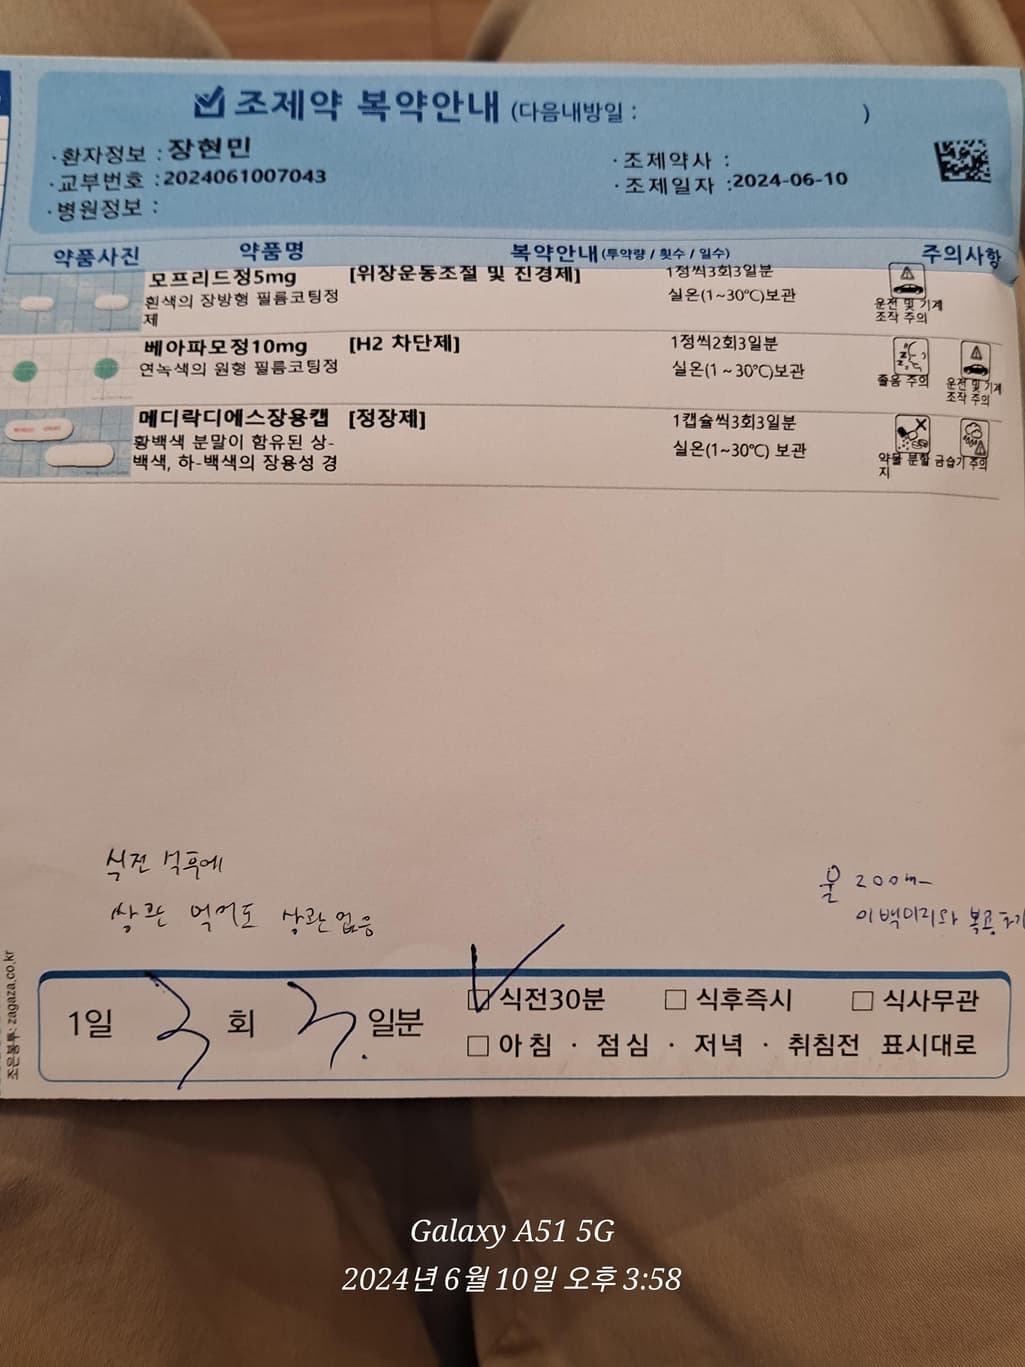 조제약 복약안내 (다음내방일 : )
·환자정보 : 장현민
·교부번호 : 2024061007043
·병원정보 :
·조제약사 :
·조제일자 : 2024-06-10
약품사진 약품명 복약안내 (투약량 / 횟수 / 일수) 주의사항
모프리드정5mg [위장운동조절 및 진경제] 1정씩3회3일분
흰색의 장방형 필름코팅정 실온(1~30℃)보관
제
운전 및 기계
조작 주의
베아파모정10mg [H2 차단제] 1정씩2회3일분
연녹색의 원형 필름코팅정 실온(1~30℃)보관
졸음 주의 운전 및 기계
조작 주의
메디락디에스장용캡 [정장제] 1캡슐씩3회3일분
황백색 분말이 함유된 상-
백색, 하-백색의 장용성 경 실온(1~30℃) 보관
약물 분할 금 습기 주의
지
식전 식후에
상관 먹어도 상관 없음
물 200m
이백미리와 복용
1일 3 회 3 일분
식전30분 식후즉시 식사무관
아침 · 점심 · 저녁 · 취침전 표시대로
조은봉투: zagaza.co.kr
Galaxy A51 5G
2024년 6월 10일 오후 3:58